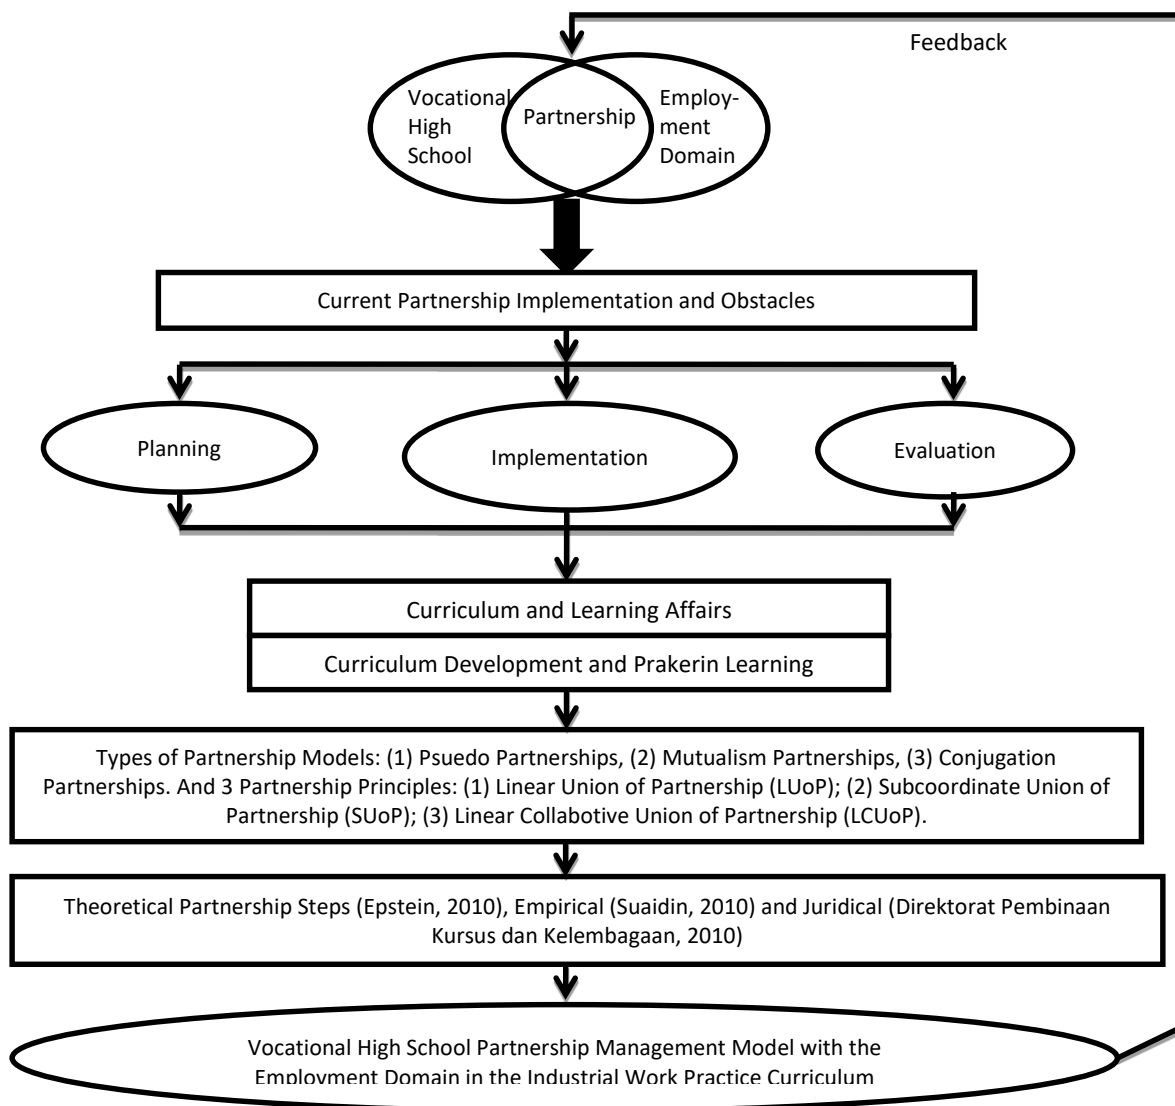 Feedback
Vocational
High
School
Partnership
Employ-
ment
Domain
Current Partnership Implementation and Obstacles
Planning
Implementation
Evaluation
Curriculum and Learning Affairs
Curriculum Development and Prakerin Learning
Types of Partnership Models: (1) Psuedo Partnerships, (2) Mutualism Partnerships, (3) Conjugation
Partnerships. And 3 Partnership Principles: (1) Linear Union of Partnership (LUoP); (2) Subcoordinate Union of
Partnership (SUoP); (3) Linear Collabotive Union of Partnership (LCUoP).
Theoretical Partnership Steps (Epstein, 2010), Empirical (Suaidin, 2010) and Juridical (Direktorat Pembinaan
Kursus dan Kelembagaan, 2010)
Vocational High School Partnership Management Model with the
Employment Domain in the Industrial Work Practice Curriculum